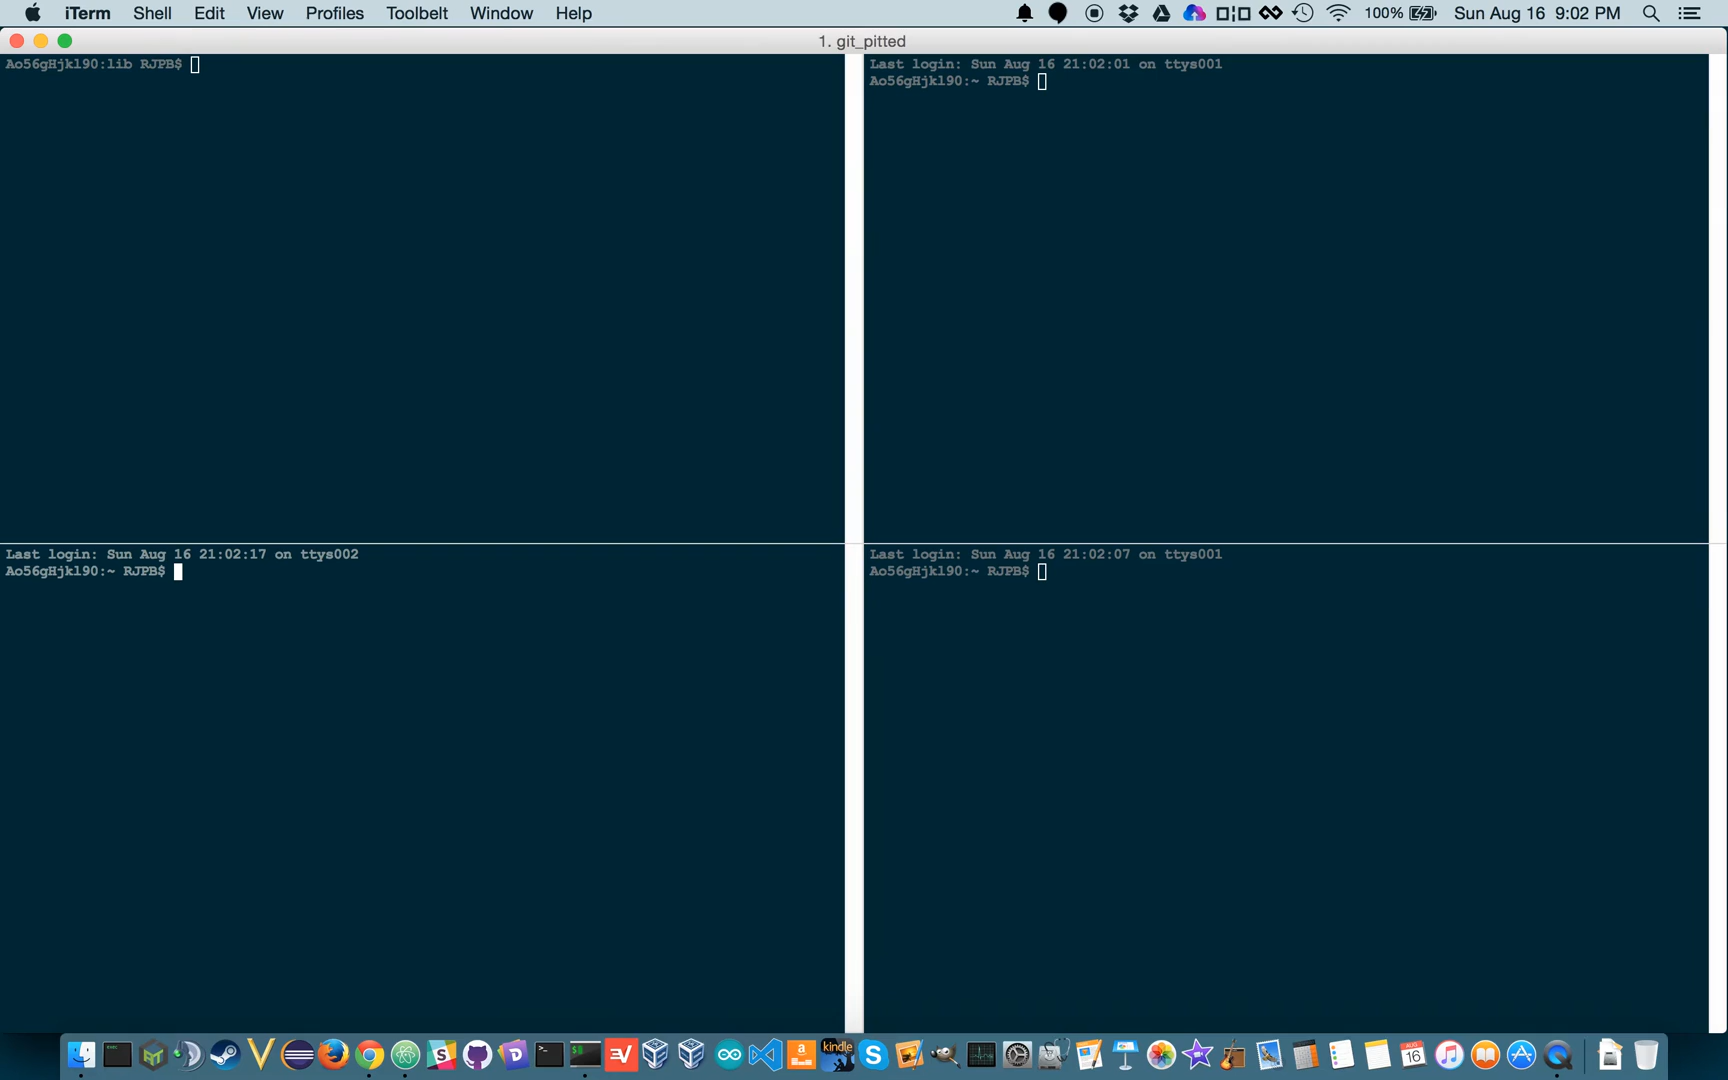 iTerm Shell Edit View Profiles Toolbelt Window Help 100% Sun Aug 16 9:02 PM
1. git_pitted
Ao56gHjkl90:lib RJPB$
Last login: Sun Aug 16 21:02:01 on ttys001
Ao56gHjkl90:~ RJPB$
Last login: Sun Aug 16 21:02:17 on ttys002
Ao56gHjkl90:~ RJPB$
Last login: Sun Aug 16 21:02:07 on ttys001
Ao56gHjkl90:~ RJPB$
kindle
AUG
16